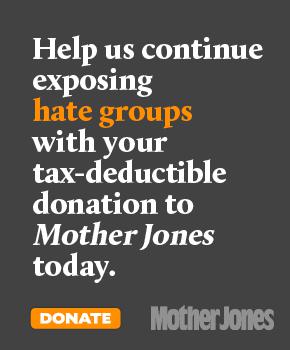 Help us continue
exposing
hate groups
with your
tax-deductible
donation to
Mother Jones
today.
DONATE
Mother Jones